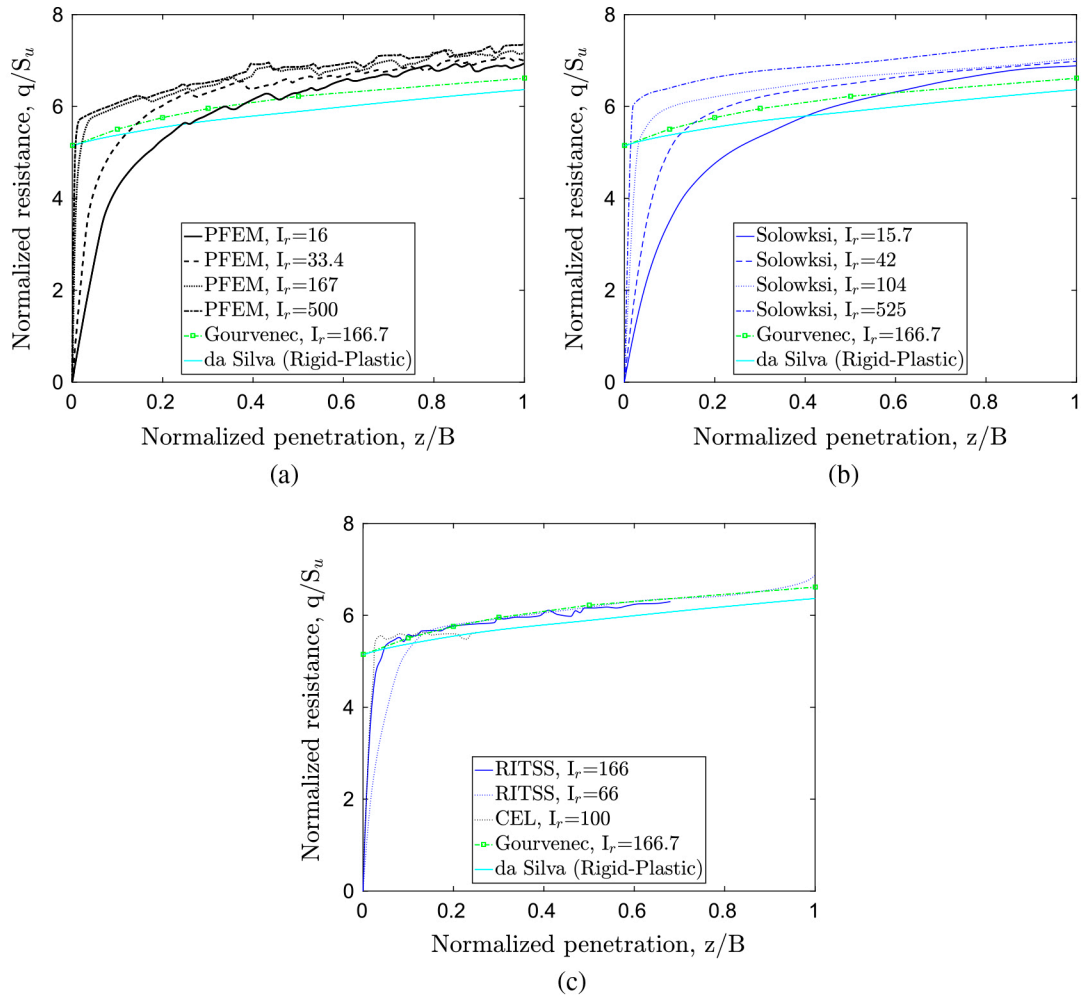 8
6
4
2
0
Normalized resistance, q/S_u
PFEM, I_r=16
PFEM, I_r=33.4
PFEM, I_r=167
PFEM, I_r=500
Gourvenec, I_r=166.7
da Silva (Rigid-Plastic)
0 0.2 0.4 0.6 0.8 1
Normalized penetration, z/B
(a)
8
6
4
2
0
Normalized resistance, q/S_u
Solowksi, I_r=15.7
Solowksi, I_r=42
Solowksi, I_r=104
Solowksi, I_r=525
Gourvenec, I_r=166.7
da Silva (Rigid-Plastic)
0 0.2 0.4 0.6 0.8 1
Normalized penetration, z/B
(b)
8
6
4
2
0
Normalized resistance, q/S_u
RITSS, I_r=166
RITSS, I_r=66
CEL, I_r=100
Gourvenec, I_r=166.7
da Silva (Rigid-Plastic)
0 0.2 0.4 0.6 0.8 1
Normalized penetration, z/B
(c)